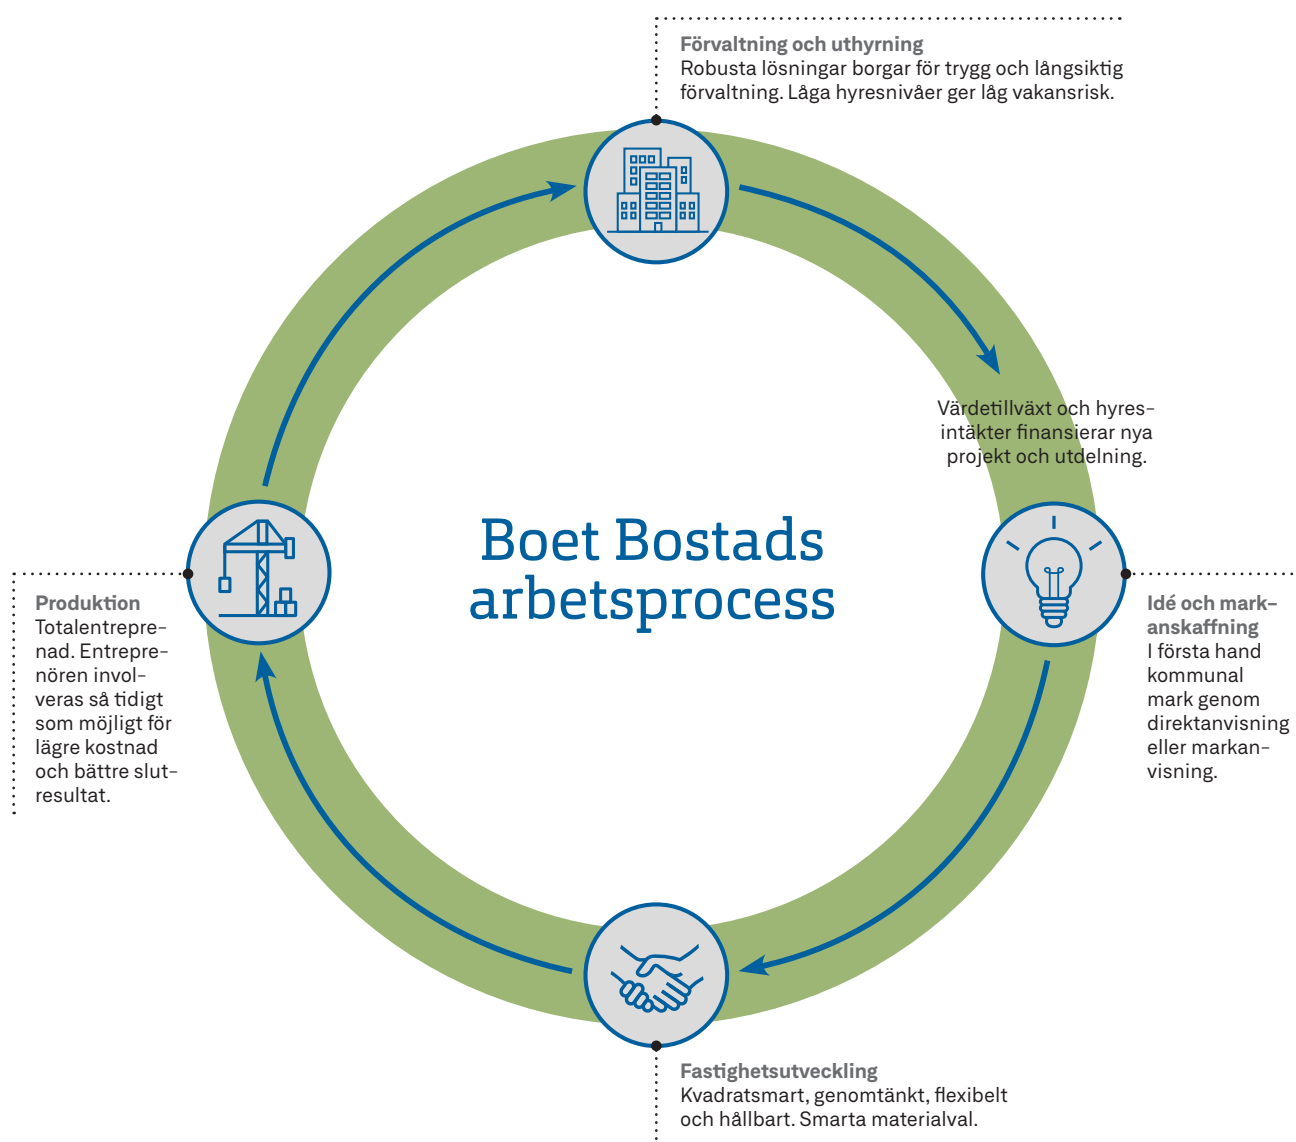 Förvaltning och uthyrning
Robusta lösningar borgar för trygg och långsiktig
förvaltning. Låga hyresnivåer ger låg vakansrisk.
Värdetillväxt och hyres-
intäkter finansierar nya
projekt och utdelning.
Boet Bostads
arbetsprocess
Produktion
Totalentrepre-
nad. Entrepre-
nören invol-
veras så tidigt
som möjligt för
lägre kostnad
och bättre slut-
resultat.
Idé och mark-
anskaffning
I första hand
kommunal
mark genom
direktanvisning
eller markan-
visning.
Fastighetsutveckling
Kvadratsmart, genomtänkt, flexibelt
och hållbart. Smarta materialval.